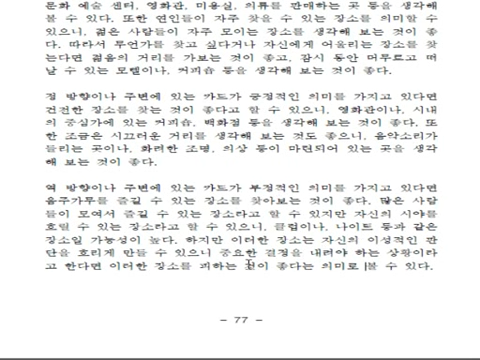 문화 예술 센터, 영화관, 미용실, 의류를 판매하는 곳 등을 생각해
볼 수 있다. 또한 연인들이 자주 찾을 수 있는 장소를 의미할 수
있으니, 젊은 사람들이 자주 모이는 장소를 생각해 보는 것이 좋
다. 따라서 무언가를 찾고 싶다거나 자신에게 어울리는 장소를 찾
는다면 젊음의 거리를 가보는 것이 좋고, 잠시 동안 머무르고 떠
날 수 있는 모텔이나, 커피숍 등을 생각해 보는 것이 좋다.
정 방향이나 주변에 있는 카드가 긍정적인 의미를 가지고 있다면
건전한 장소를 찾는 것이 좋다고 할 수 있으니, 영화관이나, 시내
의 중심가에 있는 커피숍, 백화점 등을 생각해 보는 것이 좋다. 또
한 조금은 시끄러운 거리를 생각해 보는 것도 좋으니, 음악소리가
들리는 곳이나, 화려한 조명, 의상 등이 마련되어 있는 곳을 생각
해 보는 것이 좋다.
역 방향이나 주변에 있는 카드가 부정적인 의미를 가지고 있다면
음주가무를 즐길 수 있는 장소를 찾아보는 것이 좋다. 많은 사람
들이 모여서 즐길 수 있는 장소라고 할 수 있지만 자신의 시야를
흐릴 수 있는 장소라고 할 수 있으니, 클럽이나, 나이트 등과 같은
장소일 가능성이 높다. 하지만 이러한 장소는 자신의 이성적인 판
단을 흐리게 만들 수 있으니 중요한 결정을 내려야 하는 상황이라
고 한다면 이러한 장소를 피하는 것이 좋다는 의미로 볼 수 있다.
- 77 -